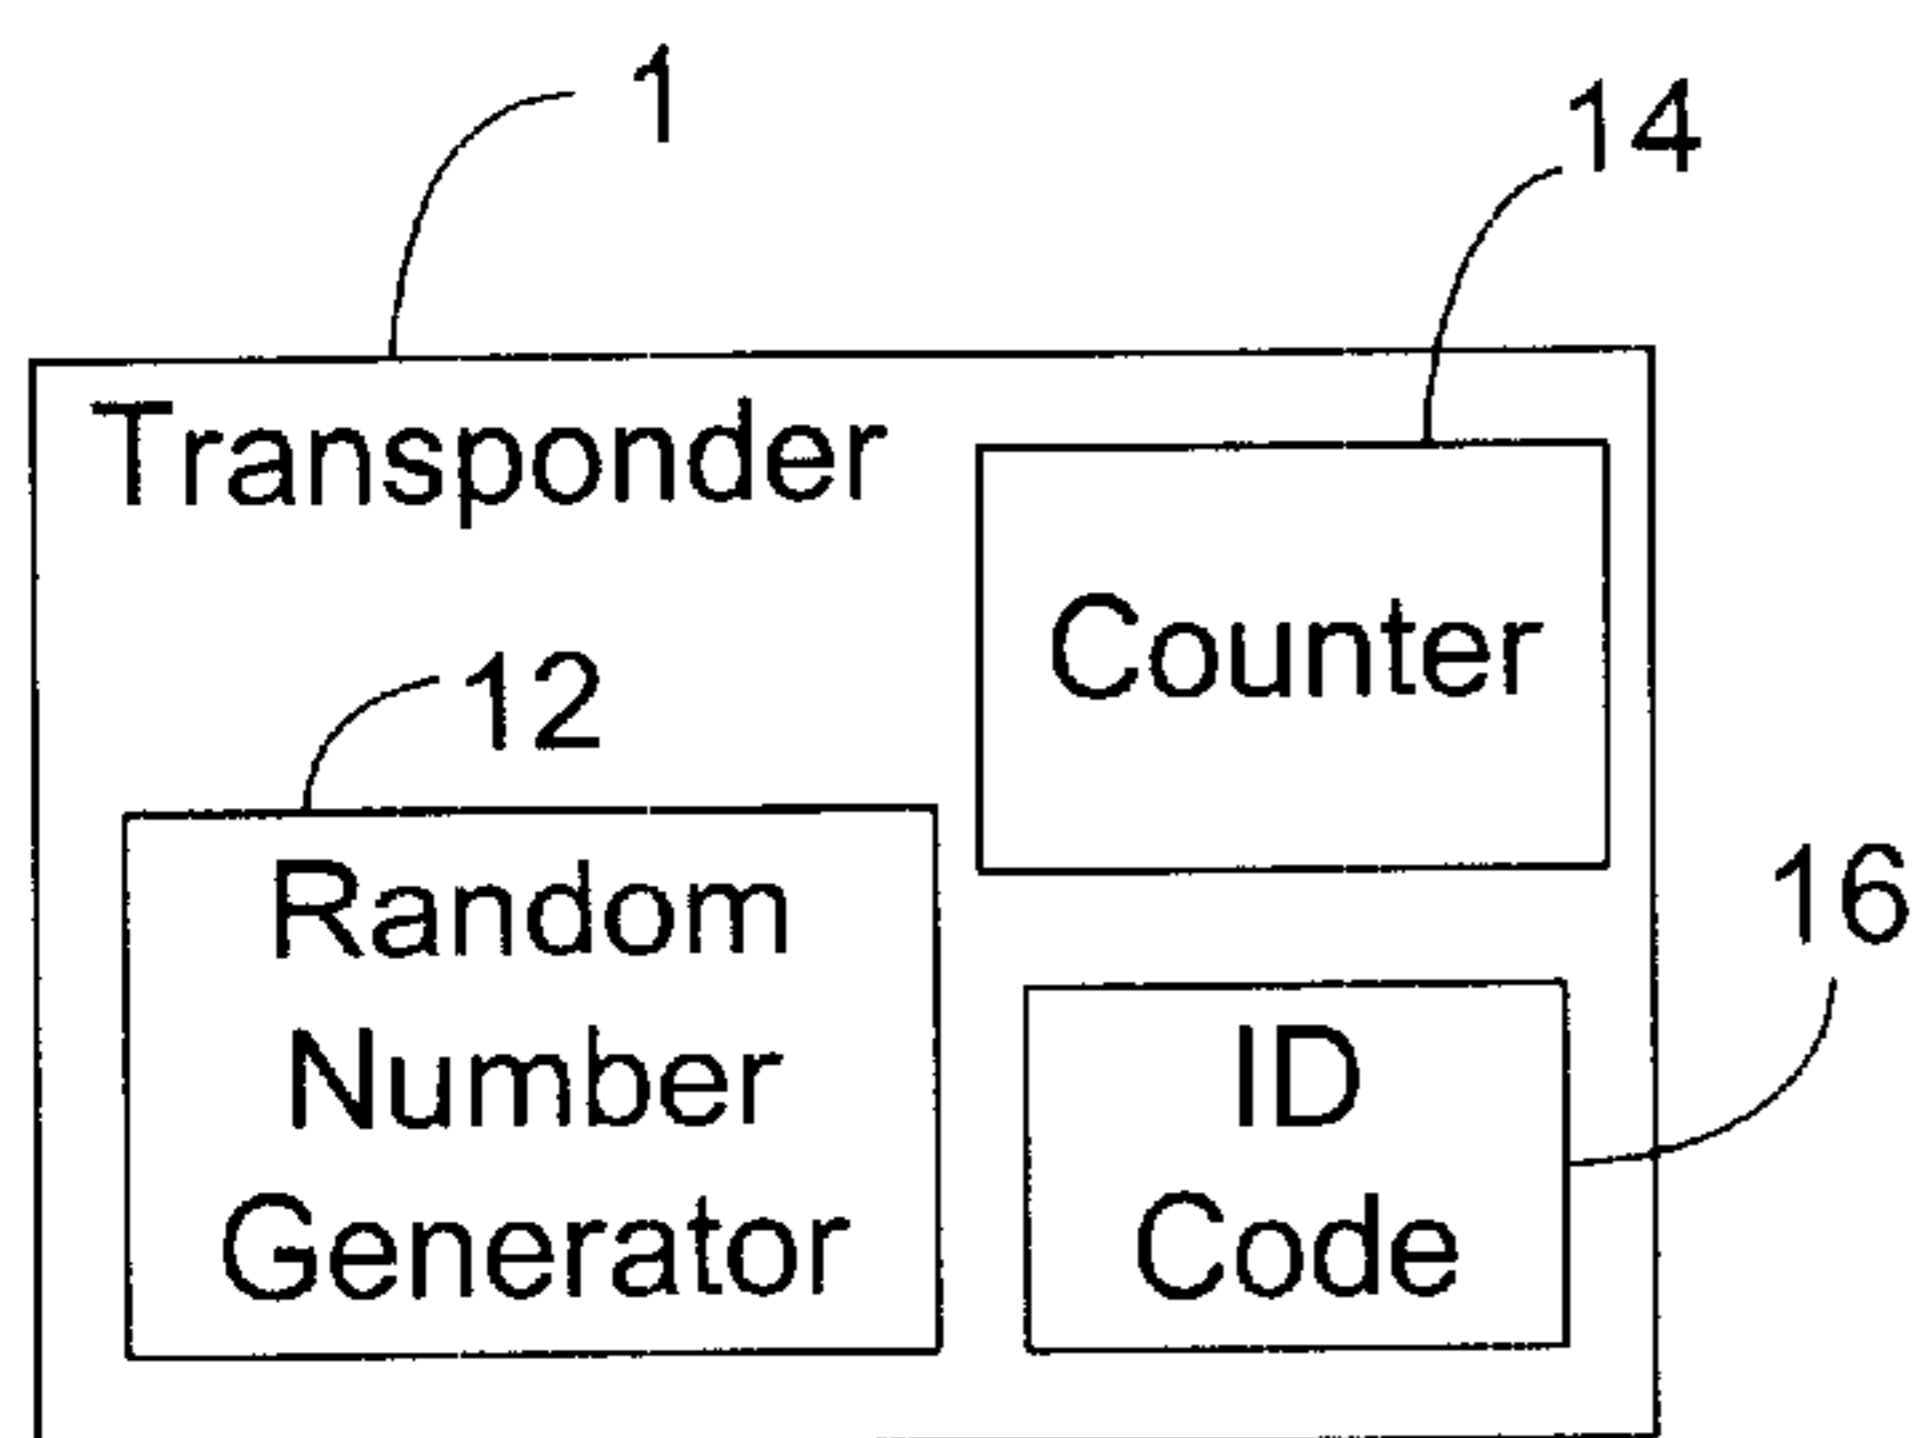 1
14
Transponder
Counter
12
Random
Number
Generator
16
ID
Code